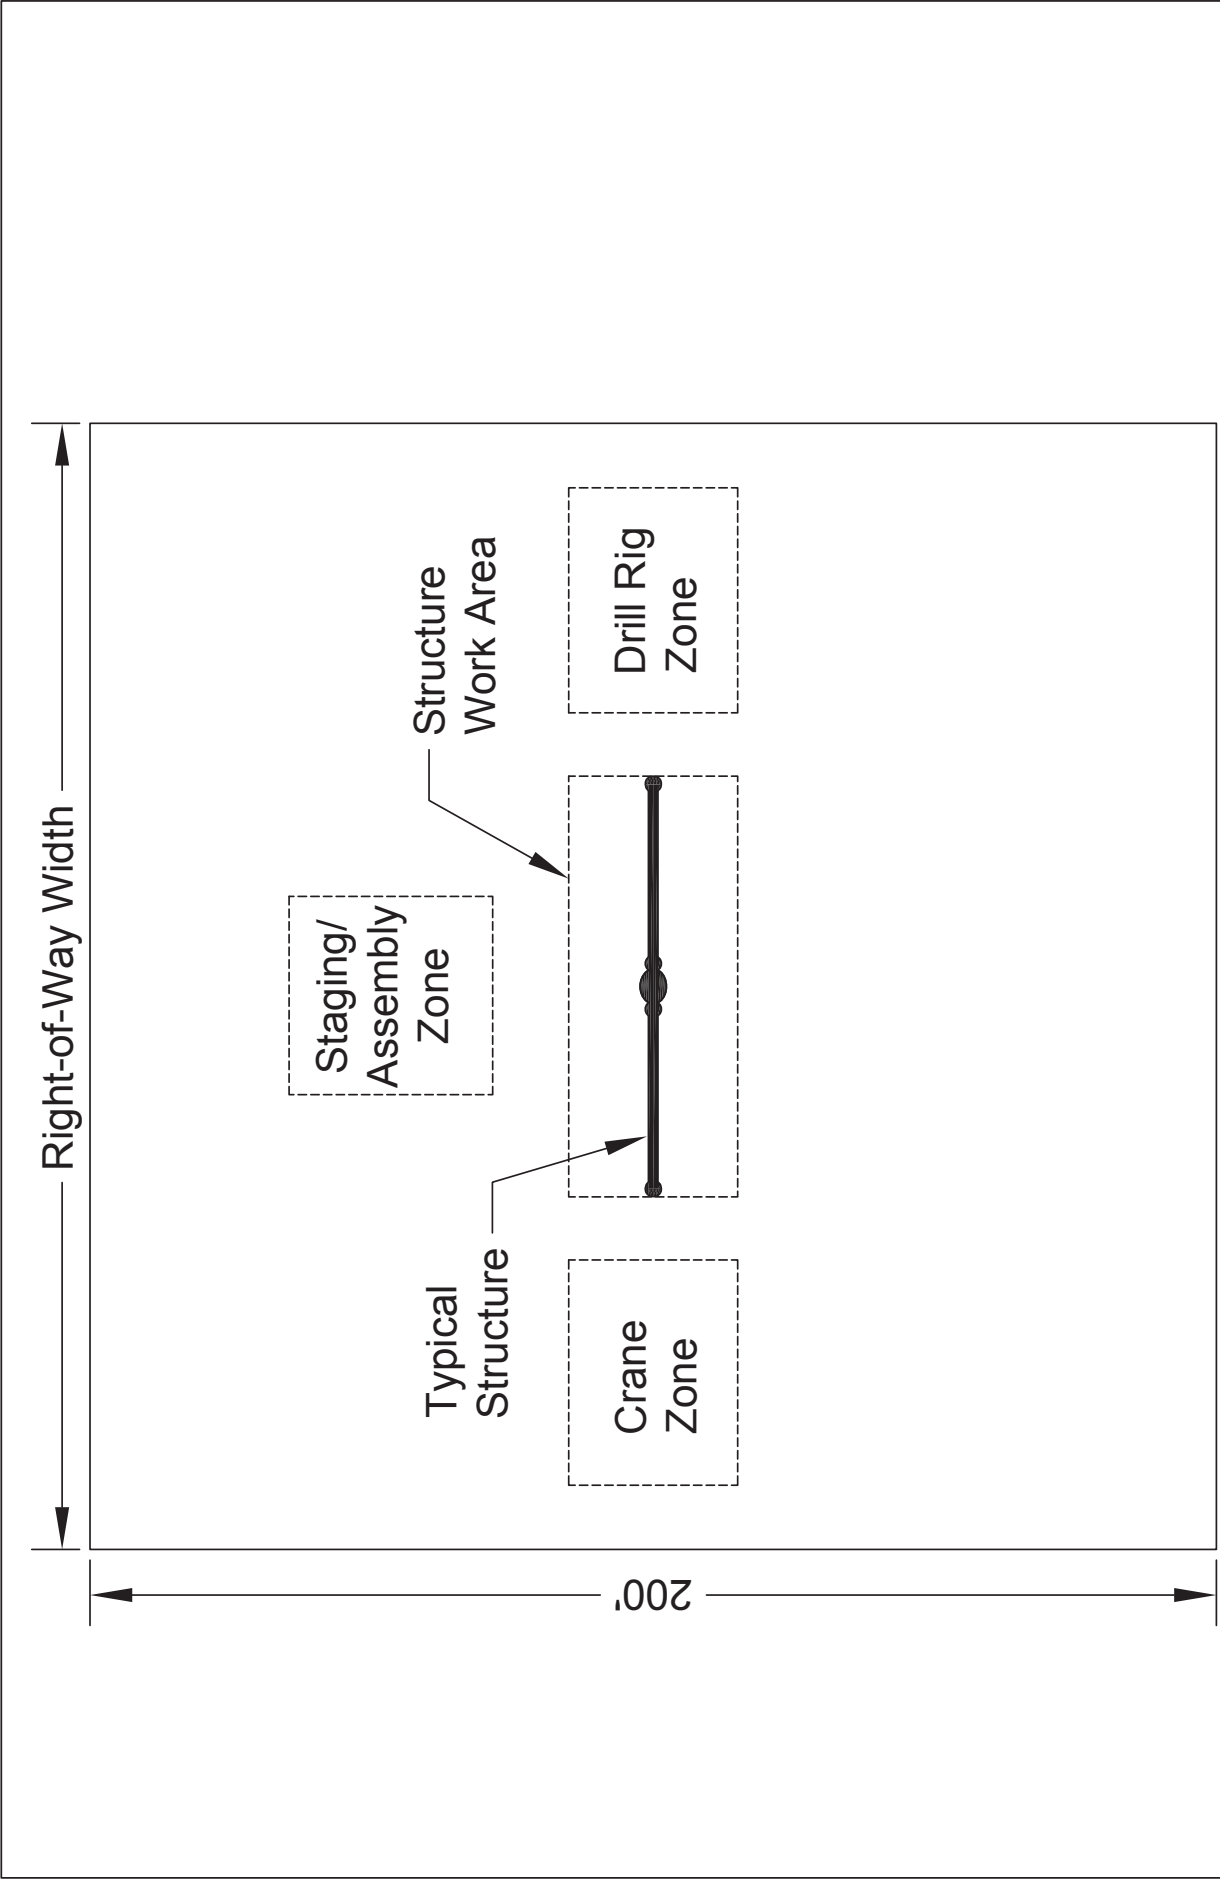 Right-of-Way Width
Staging/
Assembly
Zone
Structure
Work Area
Typical
Structure
Crane
Zone
Drill Rig
Zone
200'